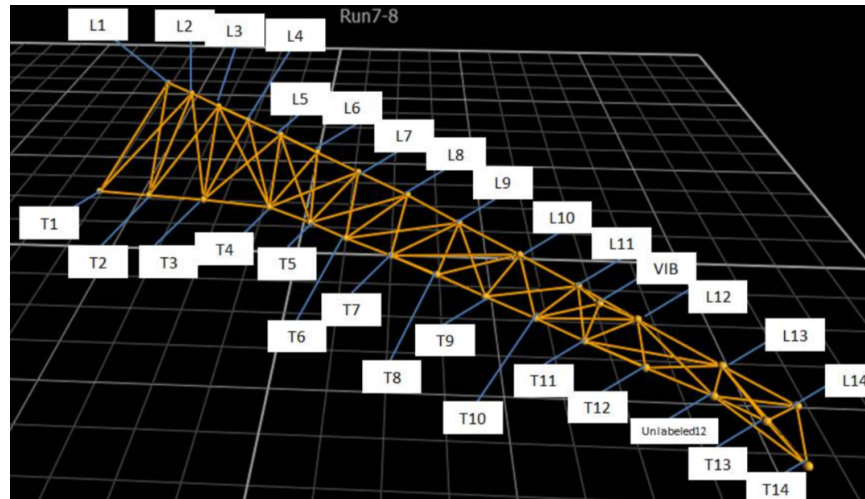 Run7-8
L1
L2
L3
L4
L5
L6
L7
L8
L9
L10
L11
VIB
L12
L13
L14
T1
T2
T3
T4
T5
T6
T7
T8
T9
T10
T11
T12
Unlabeled12
T13
T14